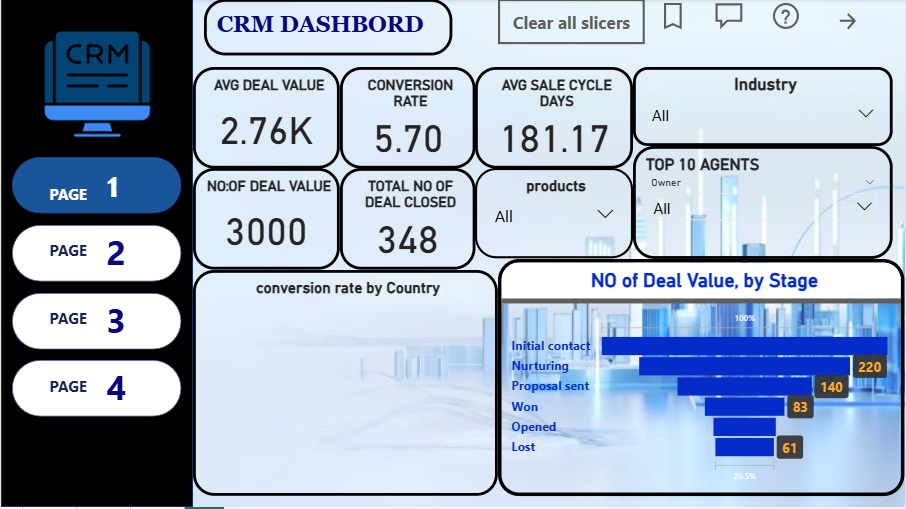 CRM
CRM DASHBORD
Clear all slicers
?
AVG DEAL VALUE
2.76K
CONVERSION
RATE
5.70
AVG SALE CYCLE
DAYS
181.17
Industry
All
PAGE 1
PAGE 2
PAGE 3
PAGE 4
NO:OF DEAL VALUE
3000
TOTAL NO OF
DEAL CLOSED
348
products
All
TOP 10 AGENTS
Owner
All
conversion rate by Country
NO of Deal Value, by Stage
100%
Initial contact
Nurturing 220
Proposal sent 140
Won 83
Opened
Lost 61
20.5%